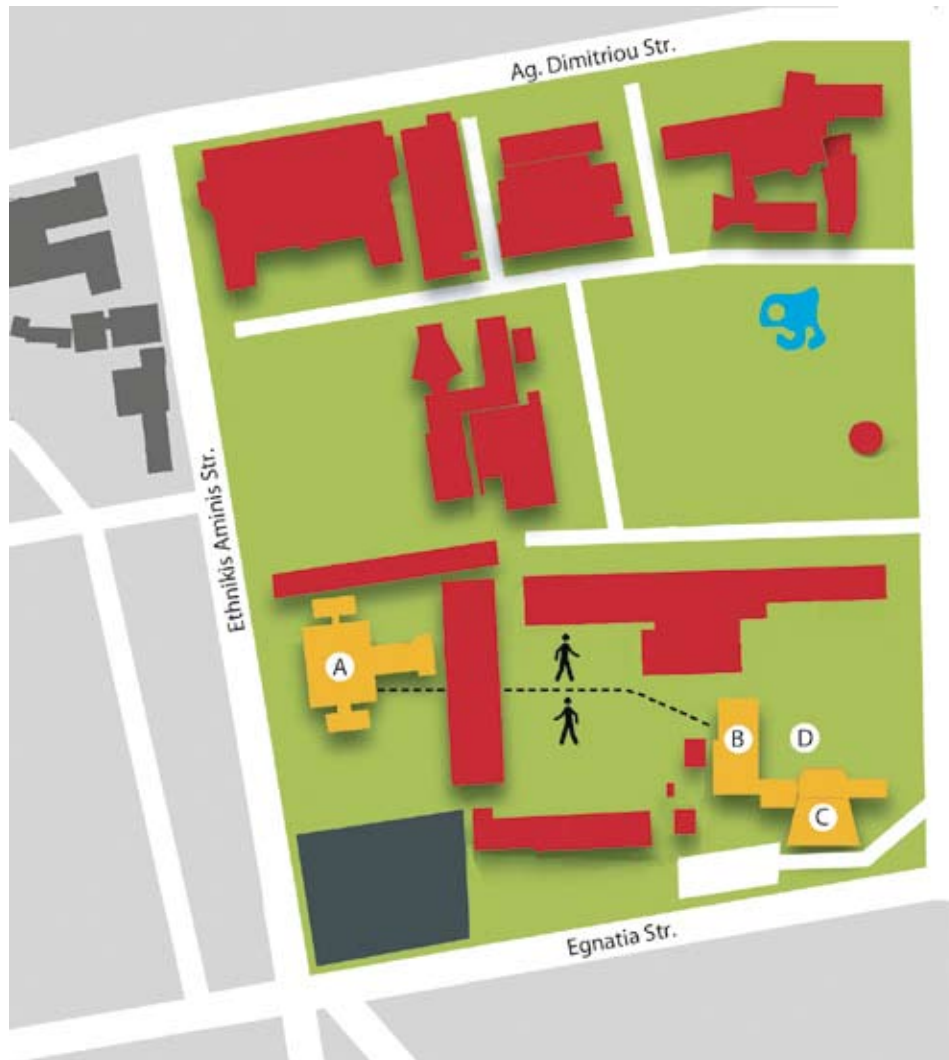 Ag. Dimitriou Str.
Ethnikis Aminis Str.
A
B
D
C
Egnatia Str.